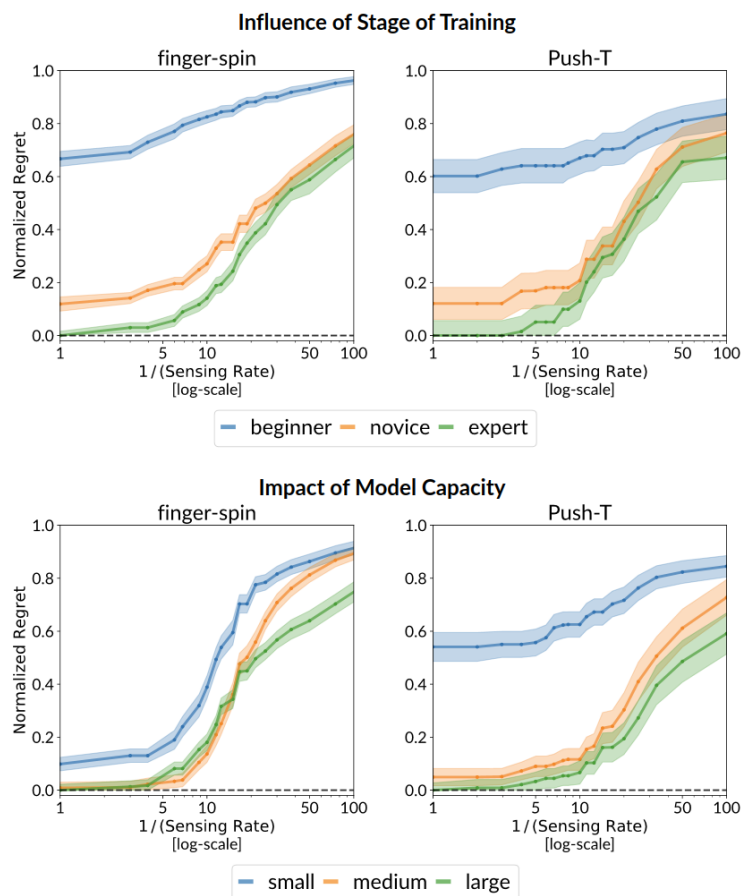 Influence of Stage of Training
finger-spin
Push-T
Normalized Regret
1.0
0.8
0.6
0.4
0.2
0.0
1
5
10
50
100
1/(Sensing Rate)
[log-scale]
1.0
0.8
0.6
0.4
0.2
0.0
1
5
10
50
100
1/(Sensing Rate)
[log-scale]
beginner novice expert
Impact of Model Capacity
finger-spin
Push-T
Normalized Regret
1.0
0.8
0.6
0.4
0.2
0.0
1
5
10
50
100
1/(Sensing Rate)
[log-scale]
1.0
0.8
0.6
0.4
0.2
0.0
1
5
10
50
100
1/(Sensing Rate)
[log-scale]
small medium large